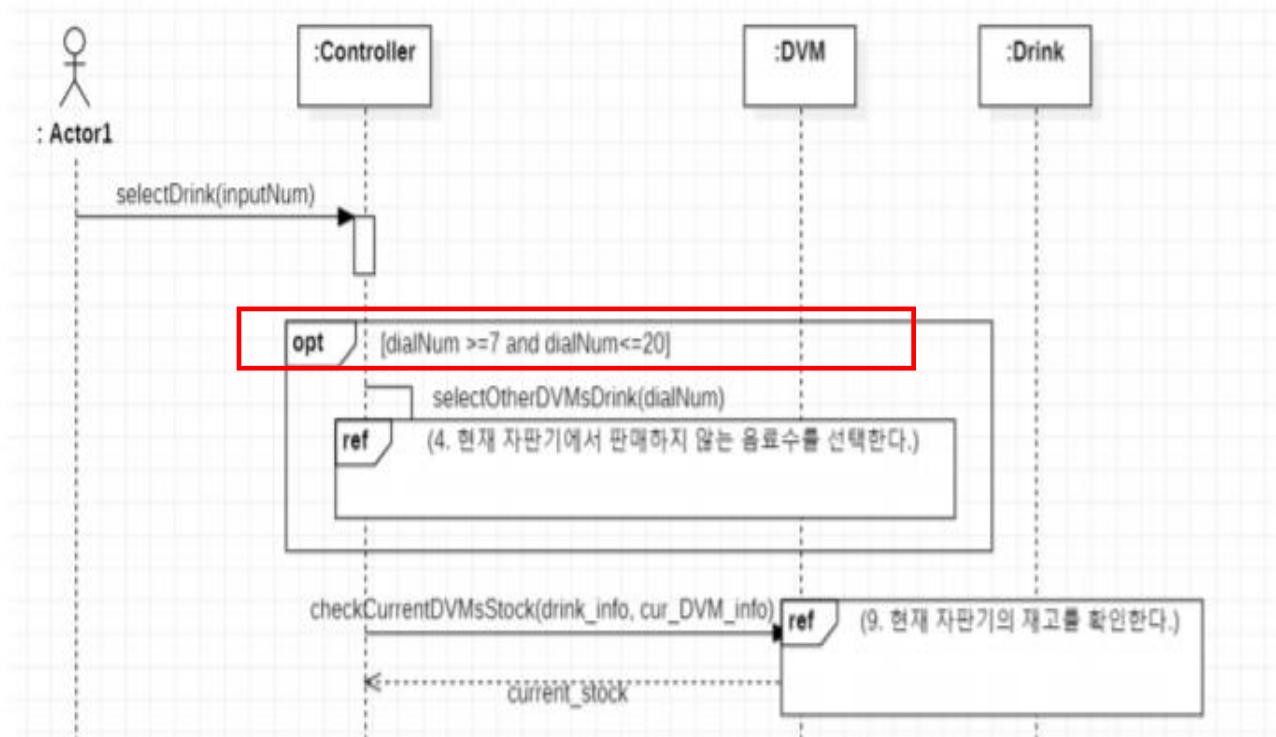 :Controller
:DVM
:Drink
: Actor1
selectDrink(inputNum)
opt [dialNum >=7 and dialNum<=20]
selectOtherDVMsDrink(dialNum)
ref (4. 현재 자판기에서 판매하지 않는 음료수를 선택한다.)
checkCurrentDVMsStock(drink_info, cur_DVM_info)
ref (9. 현재 자판기의 재고를 확인한다.)
current_stock